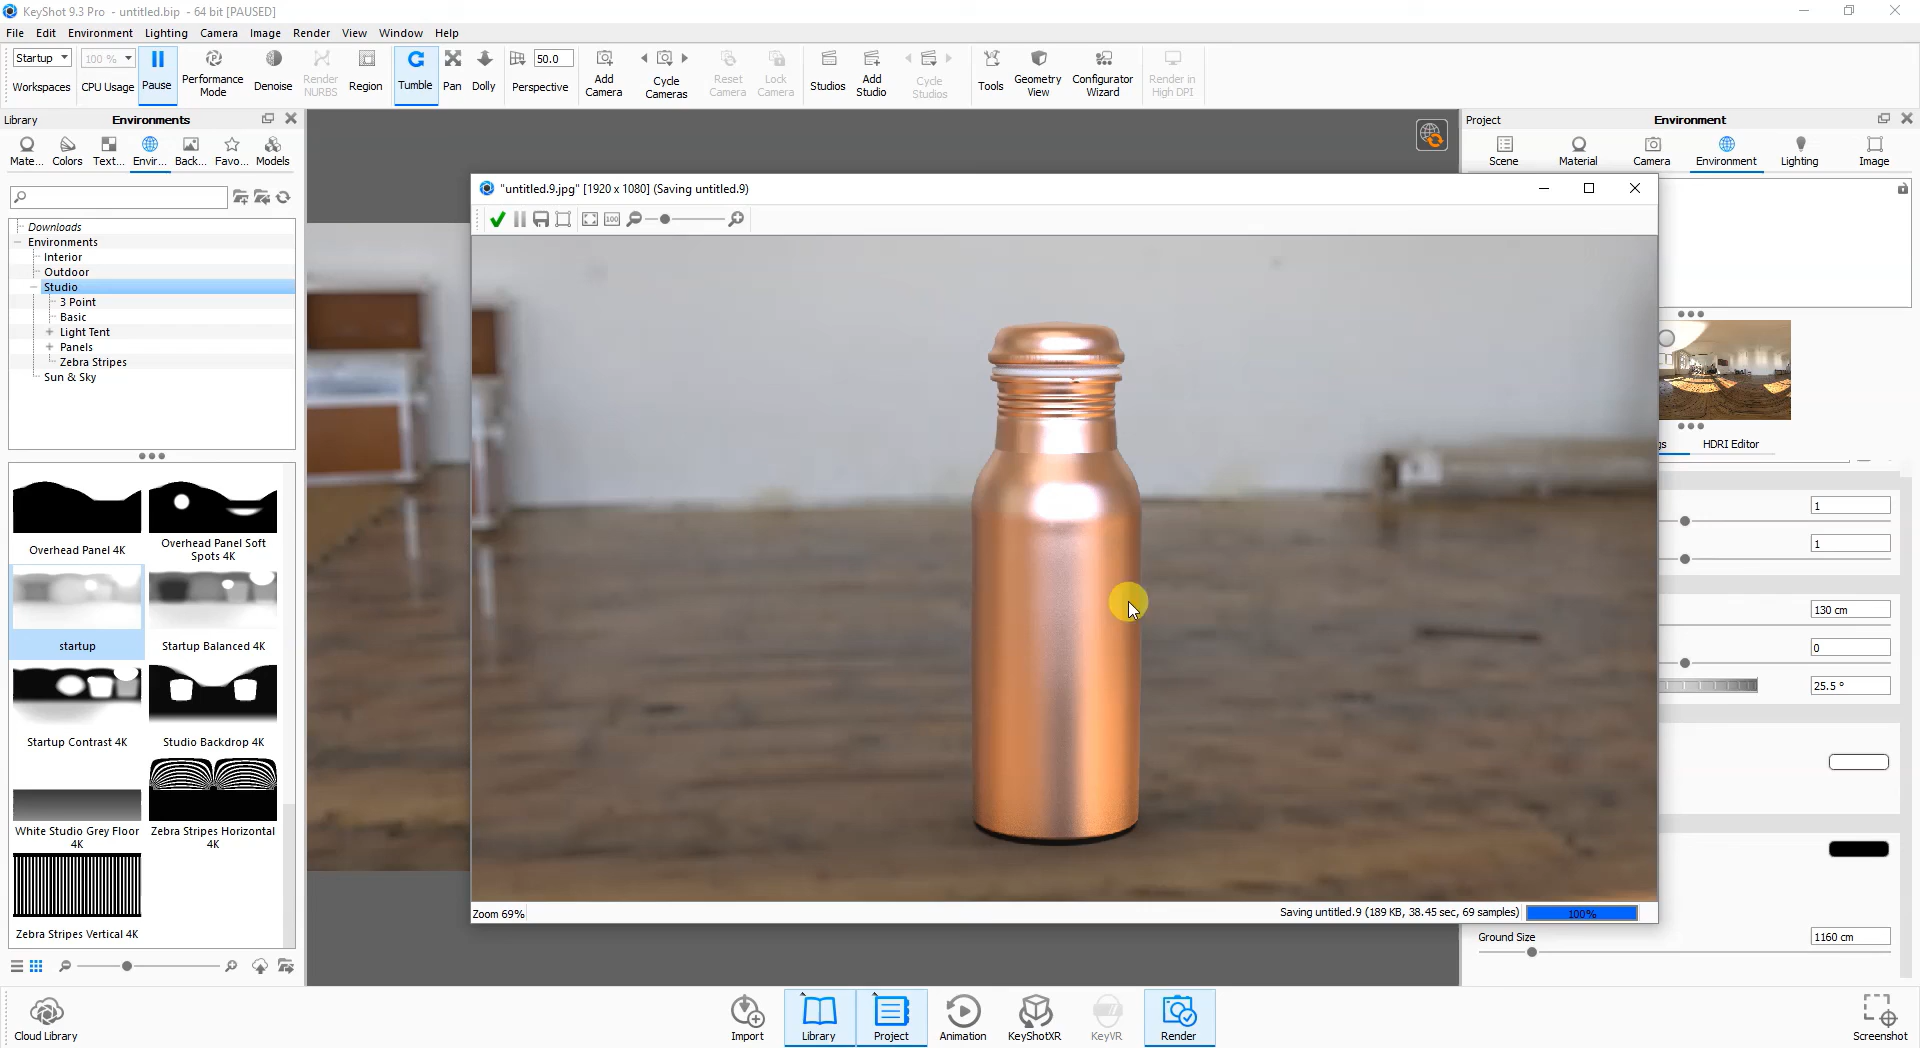 KeyShot 9.3 Pro - untitled.bip - 64 bit [PAUSED]
File Edit Environment Lighting Camera Image Render View Window Help
Startup 100 % 50.0
Workspaces CPU Usage Pause Performance Mode Denoise Render NURBS Region Tumble Pan Dolly Perspective Add Camera Cycle Cameras Reset Camera Lock Camera Studios Add Studio Cycle Studios Tools Geometry View Configurator Wizard Render in High DPI
Library Environments
Mate... Colors Text... Envir... Back... Favo... Models
Downloads
Environments
Interior
Outdoor
Studio
3 Point
Basic
Light Tent
Panels
Zebra Stripes
Sun & Sky
Overhead Panel 4K
Overhead Panel Soft Spots 4K
startup
Startup Balanced 4K
Startup Contrast 4K
Studio Backdrop 4K
White Studio Grey Floor 4K
Zebra Stripes Horizontal 4K
Zebra Stripes Vertical 4K
"untitled.9.jpg" [1920 x 1080] (Saving untitled.9)
100
Zoom 69%
Saving untitled.9 (189 KB, 38.45 sec, 69 samples) 100%
Project Environment
Scene Material Camera Environment Lighting Image
gs HDRI Editor
1
1
130 cm
0
25.5 °
Ground Size 1160 cm
Cloud Library Import Library Project Animation KeyShotXR KeyVR Render Screenshot